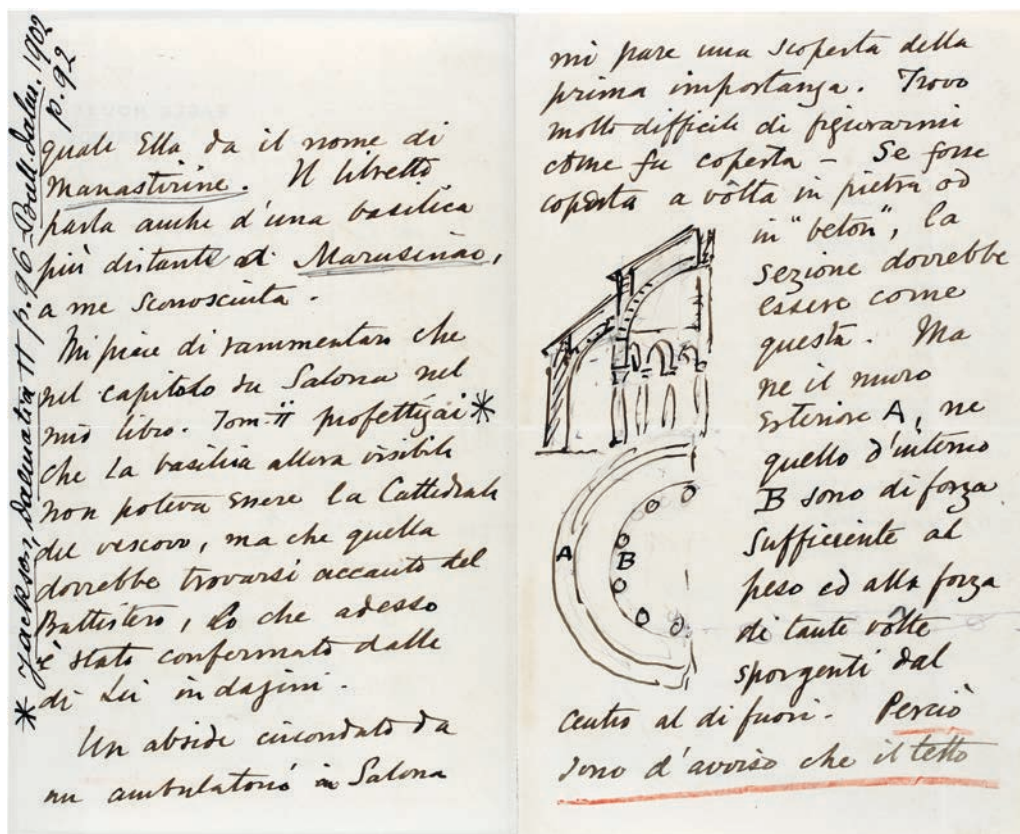 * Jackson, Dalmatia II p. 96 – Bull. Dalm. 1902
p. 92
quale Ella da il nome di
Manastirine. Il libretto
parla anche d'una basilica
più distante at Marusinac,
a me sconosciuta.
Mi piace di rammentare che
nel capitolo su Salona nel
mio libro. Tom. II profettizai *
che la basilica allora visibile
non poteva essere la Cattedrale
del vescovo, ma che quella
dovrebbe trovarsi accanto del
Battistero, lo che adesso
e' stato confermato dalle
di Lei indagini.
Un abside circondato da
un ambulatorio in Salona
mi pare una scoperta della
prima importanza. Trovo
molto difficile di figurarmi
come fu coperta – Se fosse
coperta a vòlta in pietra od
in "beton", la
sezione dovrebbe
essere come
questa. Ma
ne il muro
esteriore A, ne
quello d'interno
B sono di forza
sufficiente al
peso ed alla forza
di tante vòlte
sporgenti dal
centro al di fuori. Perciò
sono d'avviso che il tetto
A
B